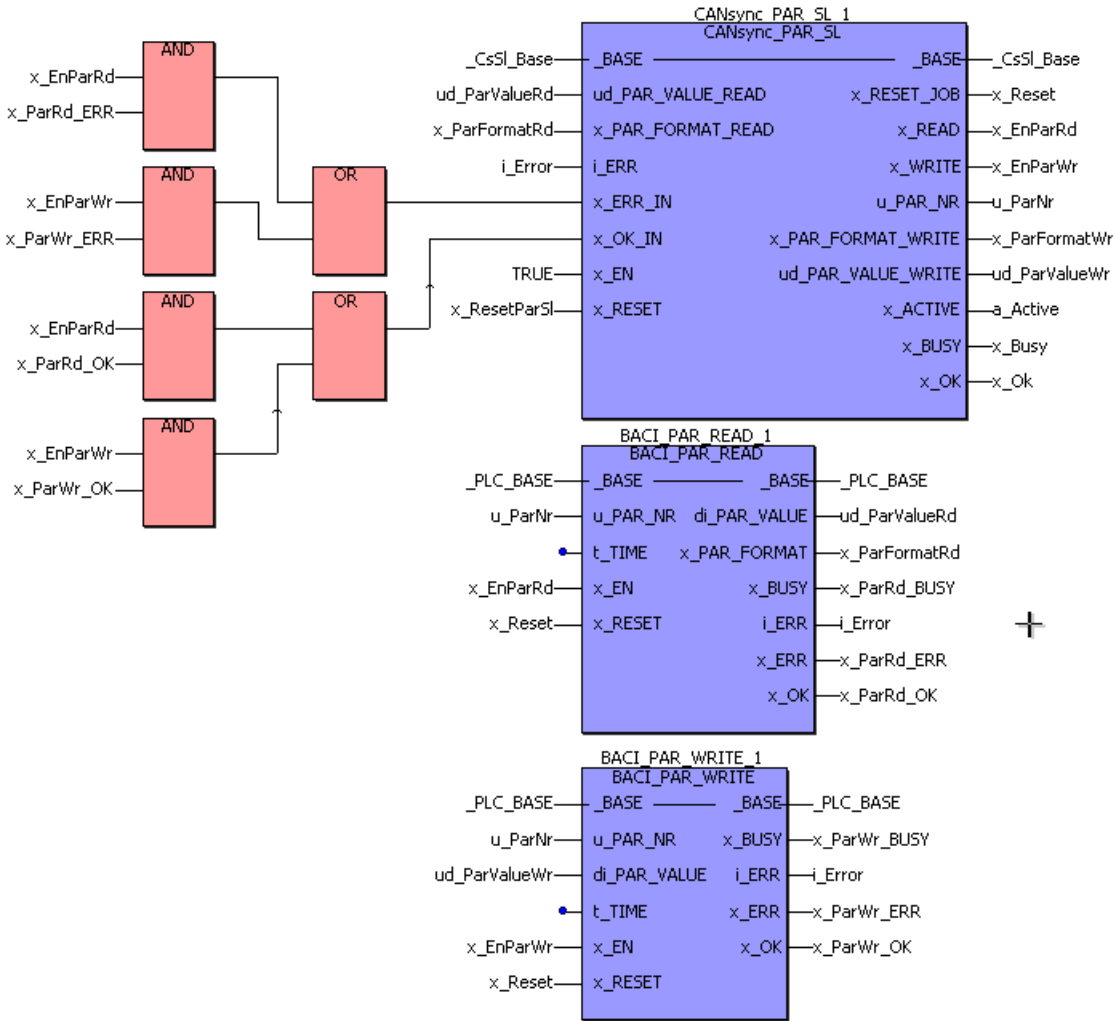 AND
x_EnParRd
x_ParRd_ERR
AND
x_EnParWr
x_ParWr_ERR
OR
AND
x_EnParRd
x_ParRd_OK
OR
AND
x_EnParWr
x_ParWr_OK
CANsync_PAR_SL_1
CANsync_PAR_SL
_CsSl_Base _BASE _BASE _CsSl_Base
ud_ParValueRd ud_PAR_VALUE_READ x_RESET_JOB x_Reset
x_ParFormatRd x_PAR_FORMAT_READ x_READ x_EnParRd
i_Error i_ERR x_WRITE x_EnParWr
x_ERR_IN u_PAR_NR u_ParNr
x_OK_IN x_PAR_FORMAT_WRITE x_ParFormatWr
TRUE x_EN ud_PAR_VALUE_WRITE ud_ParValueWr
x_ResetParSl x_RESET x_ACTIVE a_Active
x_BUSY x_Busy
x_OK x_Ok
BACI_PAR_READ_1
BACI_PAR_READ
_PLC_BASE _BASE _BASE _PLC_BASE
u_ParNr u_PAR_NR di_PAR_VALUE ud_ParValueRd
t_TIME x_PAR_FORMAT x_ParFormatRd
x_EnParRd x_EN x_BUSY x_ParRd_BUSY
x_Reset x_RESET i_ERR i_Error
x_ERR x_ParRd_ERR
x_OK x_ParRd_OK
BACI_PAR_WRITE_1
BACI_PAR_WRITE
_PLC_BASE _BASE _BASE _PLC_BASE
u_ParNr u_PAR_NR x_BUSY x_ParWr_BUSY
ud_ParValueWr di_PAR_VALUE i_ERR i_Error
t_TIME x_ERR x_ParWr_ERR
x_EnParWr x_EN x_OK x_ParWr_OK
x_Reset x_RESET